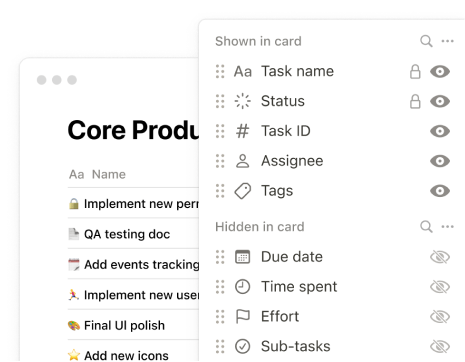 Shown in card
Aa Task name
Status
# Task ID
Assignee
Tags
Hidden in card
Due date
Time spent
Effort
Sub-tasks
Core Produ
Aa Name
Implement new perr
QA testing doc
Add events tracking
Implement new user
Final UI polish
Add new icons